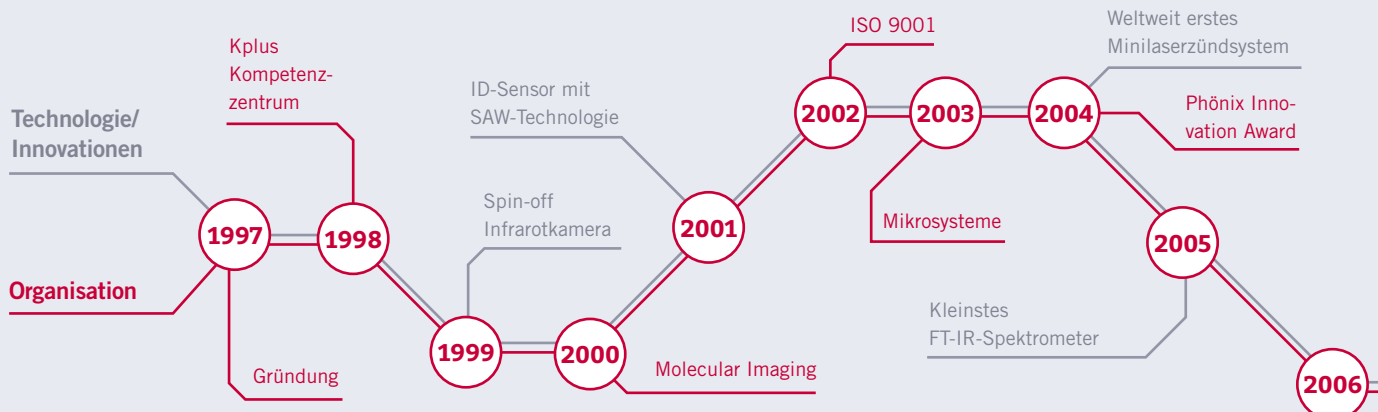 Technologie/
Innovationen
Organisation
1997
Gründung
Kplus
Kompetenz-
zentrum
1998
Spin-off
Infrarotkamera
1999
2000
Molecular Imaging
ID-Sensor mit
SAW-Technologie
2001
ISO 9001
2002
2003
Mikrosysteme
Weltweit erstes
Minilaserzündsystem
2004
Phönix Inno-
vation Award
2005
Kleinstes
FT-IR-Spektrometer
2006